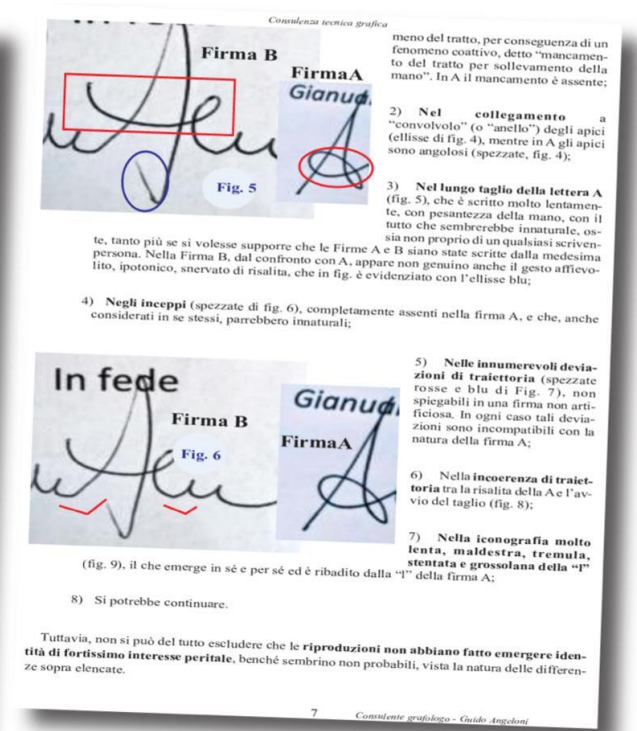 Consulenza tecnica grafica
Firma B
Firma A
Gianud
Fig. 5
meno del tratto, per conseguenza di un
fenomeno coattivo, detto “mancamen-
to del tratto per sollevamento della
mano”. In A il mancamento è assente;
2) Nel collegamento a
“convolvolo” (o “anello”) degli apici
(ellisse di fig. 4), mentre in A gli apici
sono angolosi (spezzate, fig. 4);
3) Nel lungo taglio della lettera A
(fig. 5), che è scritto molto lentamen-
te, con pesantezza della mano, con il
tutto che sembrerebbe innaturale, os-
sia non proprio di un qualsiasi scriven-
te, tanto più se si volesse supporre che le Firme A e B siano state scritte dalla medesima
persona. Nella Firma B, dal confronto con A, appare non genuino anche il gesto affievo-
lito, ipotonico, snervato di risalita, che in fig. è evidenziato con l’ellisse blu;
4) Negli inceppi (spezzate di fig. 6), completamente assenti nella firma A, e che, anche
considerati in se stessi, parrebbero innaturali;
In fede
Firma B
Fig. 6
Gianud
Firma A
5) Nelle innumerevoli devia-
zioni di traiettoria (spezzate
rosse e blu di Fig. 7), non
spiegabili in una firma non arti-
ficiosa. In ogni caso tali devia-
zioni sono incompatibili con la
natura della firma A;
6) Nella incoerenza di traiet-
toria tra la risalita della A e l’av-
vio del taglio (fig. 8);
7) Nella iconografia molto
lenta, maldestra, tremula,
stentata e grossolana della “l”
(fig. 9), il che emerge in sé e per sé ed è ribadito dalla “l” della firma A;
8) Si potrebbe continuare.
Tuttavia, non si può del tutto escludere che le riproduzioni non abbiano fatto emergere iden-
tità di fortissimo interesse peritale, benché sembrino non probabili, vista la natura delle differen-
ze sopra elencate.
7
Consulente grafologo - Guido Angeloni